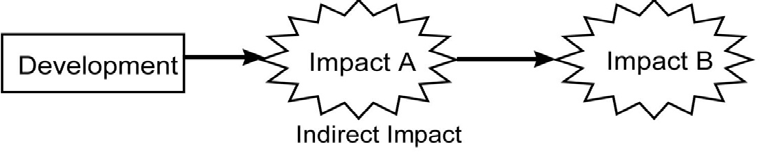 Development
Impact A
Impact B
Indirect Impact